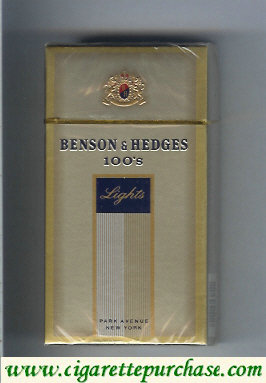 BENSON & HEDGES
100's
Lights
PARK AVENUE
NEW YORK
www.cigarettepurchase.com